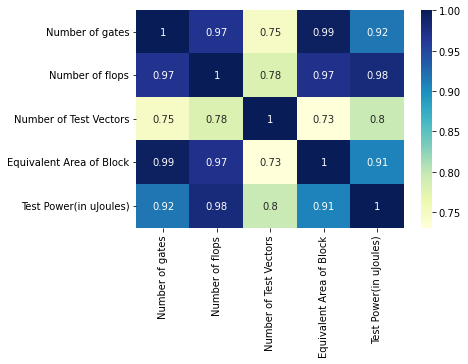 Number of gates 1 0.97 0.75 0.99 0.92
Number of flops 0.97 1 0.78 0.97 0.98
Number of Test Vectors 0.75 0.78 1 0.73 0.8
Equivalent Area of Block 0.99 0.97 0.73 1 0.91
Test Power(in uJoules) 0.92 0.98 0.8 0.91 1
Number of gates
Number of flops
Number of Test Vectors
Equivalent Area of Block
Test Power(in uJoules)
1.00
0.95
0.90
0.85
0.80
0.75